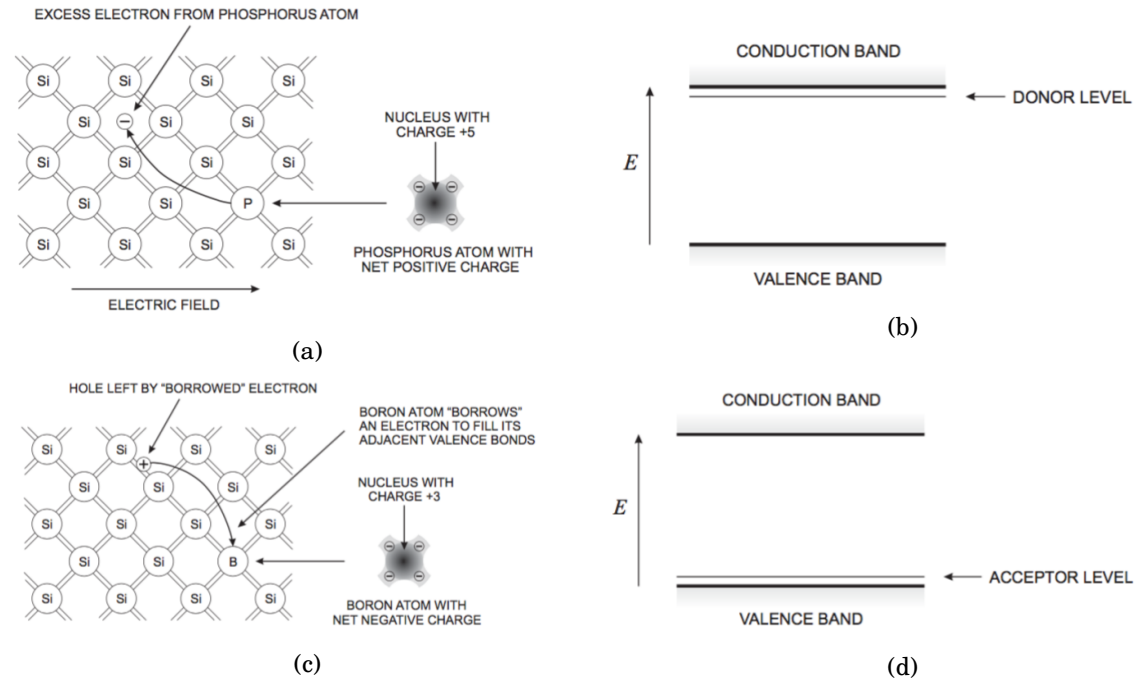 EXCESS ELECTRON FROM PHOSPHORUS ATOM
Si Si Si Si
Si − Si Si
Si Si Si Si
Si Si P
Si Si Si Si
NUCLEUS WITH
CHARGE +5
− −
− −
PHOSPHORUS ATOM WITH
NET POSITIVE CHARGE
ELECTRIC FIELD
(a)
CONDUCTION BAND
DONOR LEVEL
E
VALENCE BAND
(b)
HOLE LEFT BY "BORROWED" ELECTRON
BORON ATOM "BORROWS"
AN ELECTRON TO FILL ITS
ADJACENT VALENCE BONDS
Si Si Si Si
+
Si Si Si
Si Si Si Si
Si Si B
Si Si Si Si
NUCLEUS WITH
CHARGE +3
− −
− −
BORON ATOM WITH
NET NEGATIVE CHARGE
(c)
CONDUCTION BAND
E
ACCEPTOR LEVEL
VALENCE BAND
(d)